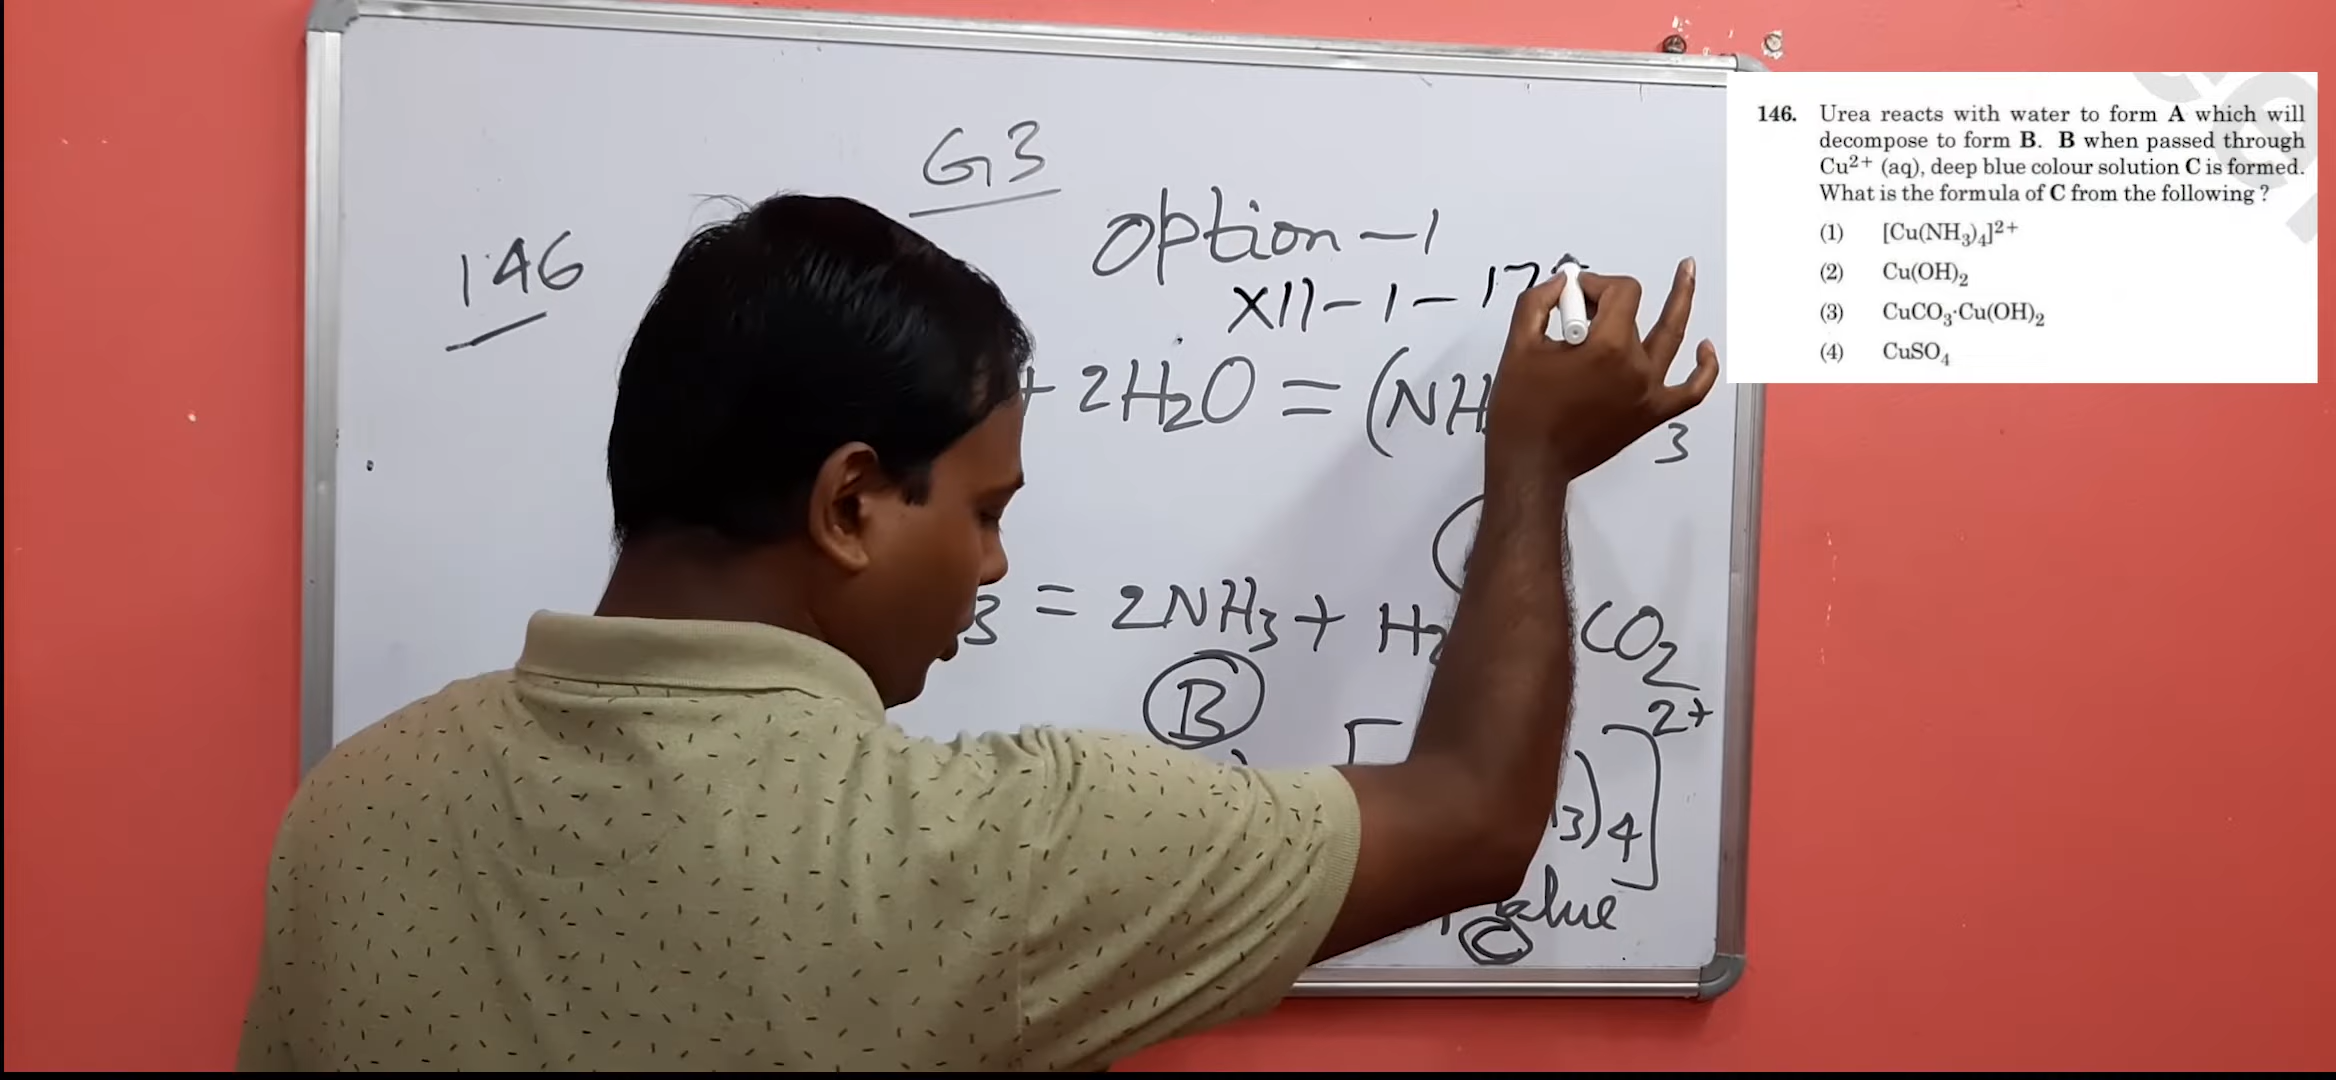 G3
Option-1
146
XII-1-17
+ 2H₂O = (NH
3
3 = 2NH₃ + H₂ CO₂
B
[ 3)₄]²⁺
blue
146. Urea reacts with water to form A which will
decompose to form B. B when passed through
Cu²⁺ (aq), deep blue colour solution C is formed.
What is the formula of C from the following ?
(1) [Cu(NH₃)₄]²⁺
(2) Cu(OH)₂
(3) CuCO₃·Cu(OH)₂
(4) CuSO₄